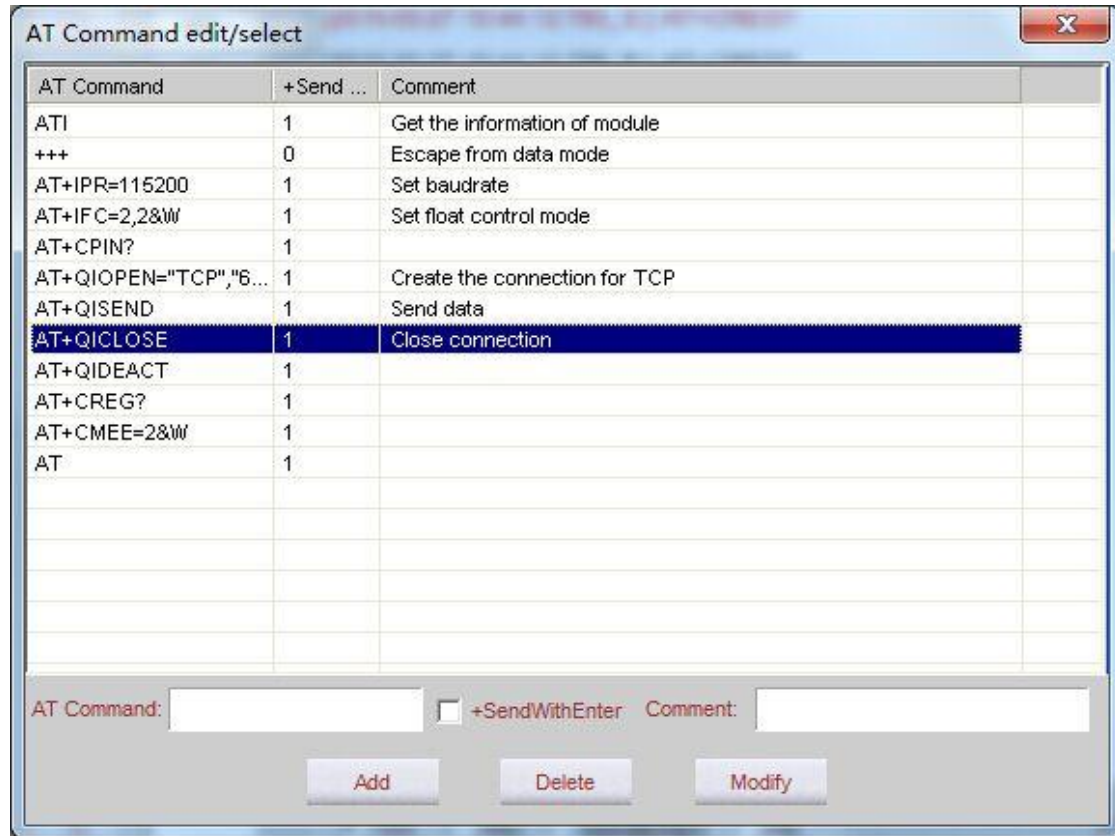 AT Command edit/select
X
AT Command +Send ... Comment
ATI 1 Get the information of module
+++ 0 Escape from data mode
AT+IPR=115200 1 Set baudrate
AT+IFC=2,2&W 1 Set float control mode
AT+CPIN? 1
AT+QIOPEN="TCP","6... 1 Create the connection for TCP
AT+QISEND 1 Send data
AT+QICLOSE 1 Close connection
AT+QIDEACT 1
AT+CREG? 1
AT+CMEE=2&W 1
AT 1
AT Command: +SendWithEnter Comment:
Add Delete Modify